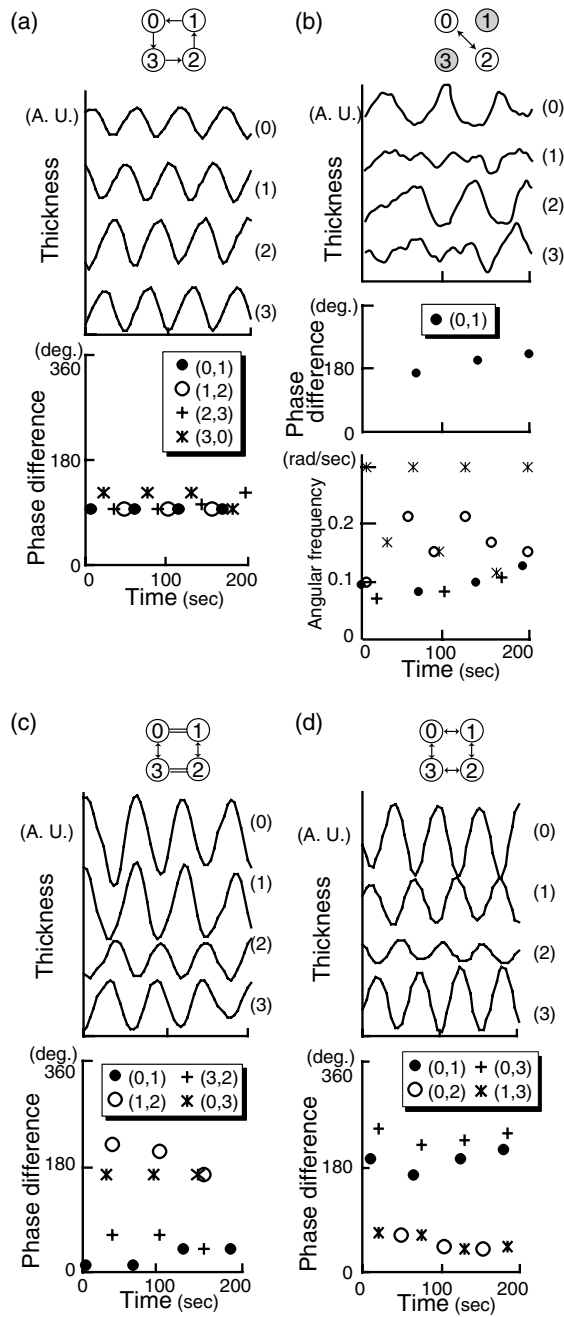 (a)
0 1
3 2
(A. U.)
Thickness
(0)
(1)
(2)
(3)
(deg.)
360
180
0
Phase difference
(0,1)
(1,2)
(2,3)
(3,0)
0 100 200
Time (sec)
(b)
0 1
3 2
(A. U.)
Thickness
(0)
(1)
(2)
(3)
(deg.)
180
0
Phase
difference
(0,1)
(rad/sec)
0.2
0.1
0
Angular frequency
0 100 200
Time (sec)
(c)
0 1
3 2
(A. U.)
Thickness
(0)
(1)
(2)
(3)
(deg.)
360
180
0
Phase difference
(0,1) (3,2)
(1,2) (0,3)
0 100 200
Time (sec)
(d)
0 1
3 2
(A. U.)
Thickness
(0)
(1)
(2)
(3)
(deg.)
360
180
0
Phase difference
(0,1) (0,3)
(0,2) (1,3)
0 100 200
Time (sec)